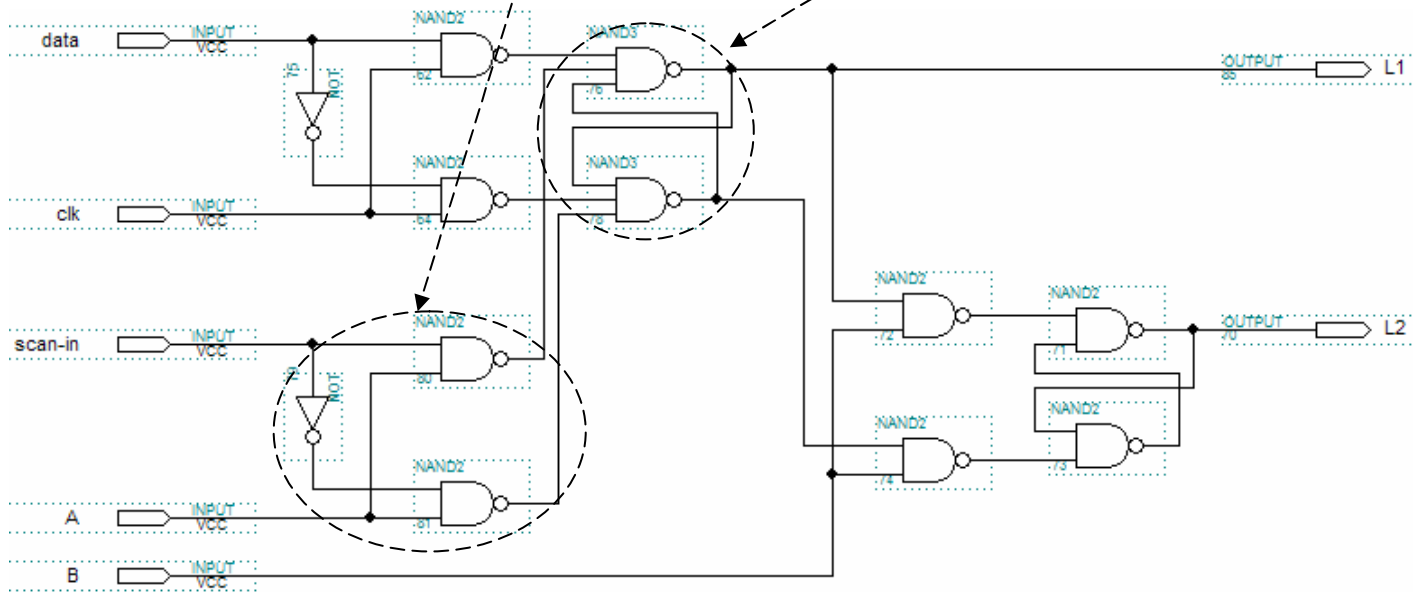 NAND2
NAND3
data
INPUT
VCC
62
76
75
NOT
OUTPUT
85
L1
NAND2
NAND3
clk
INPUT
VCC
64
78
NAND2
NAND2
OUTPUT
70
L2
72
71
scan-in
INPUT
VCC
NAND2
80
NOT
NAND2
NAND2
74
73
NAND2
A
INPUT
VCC
81
B
INPUT
VCC